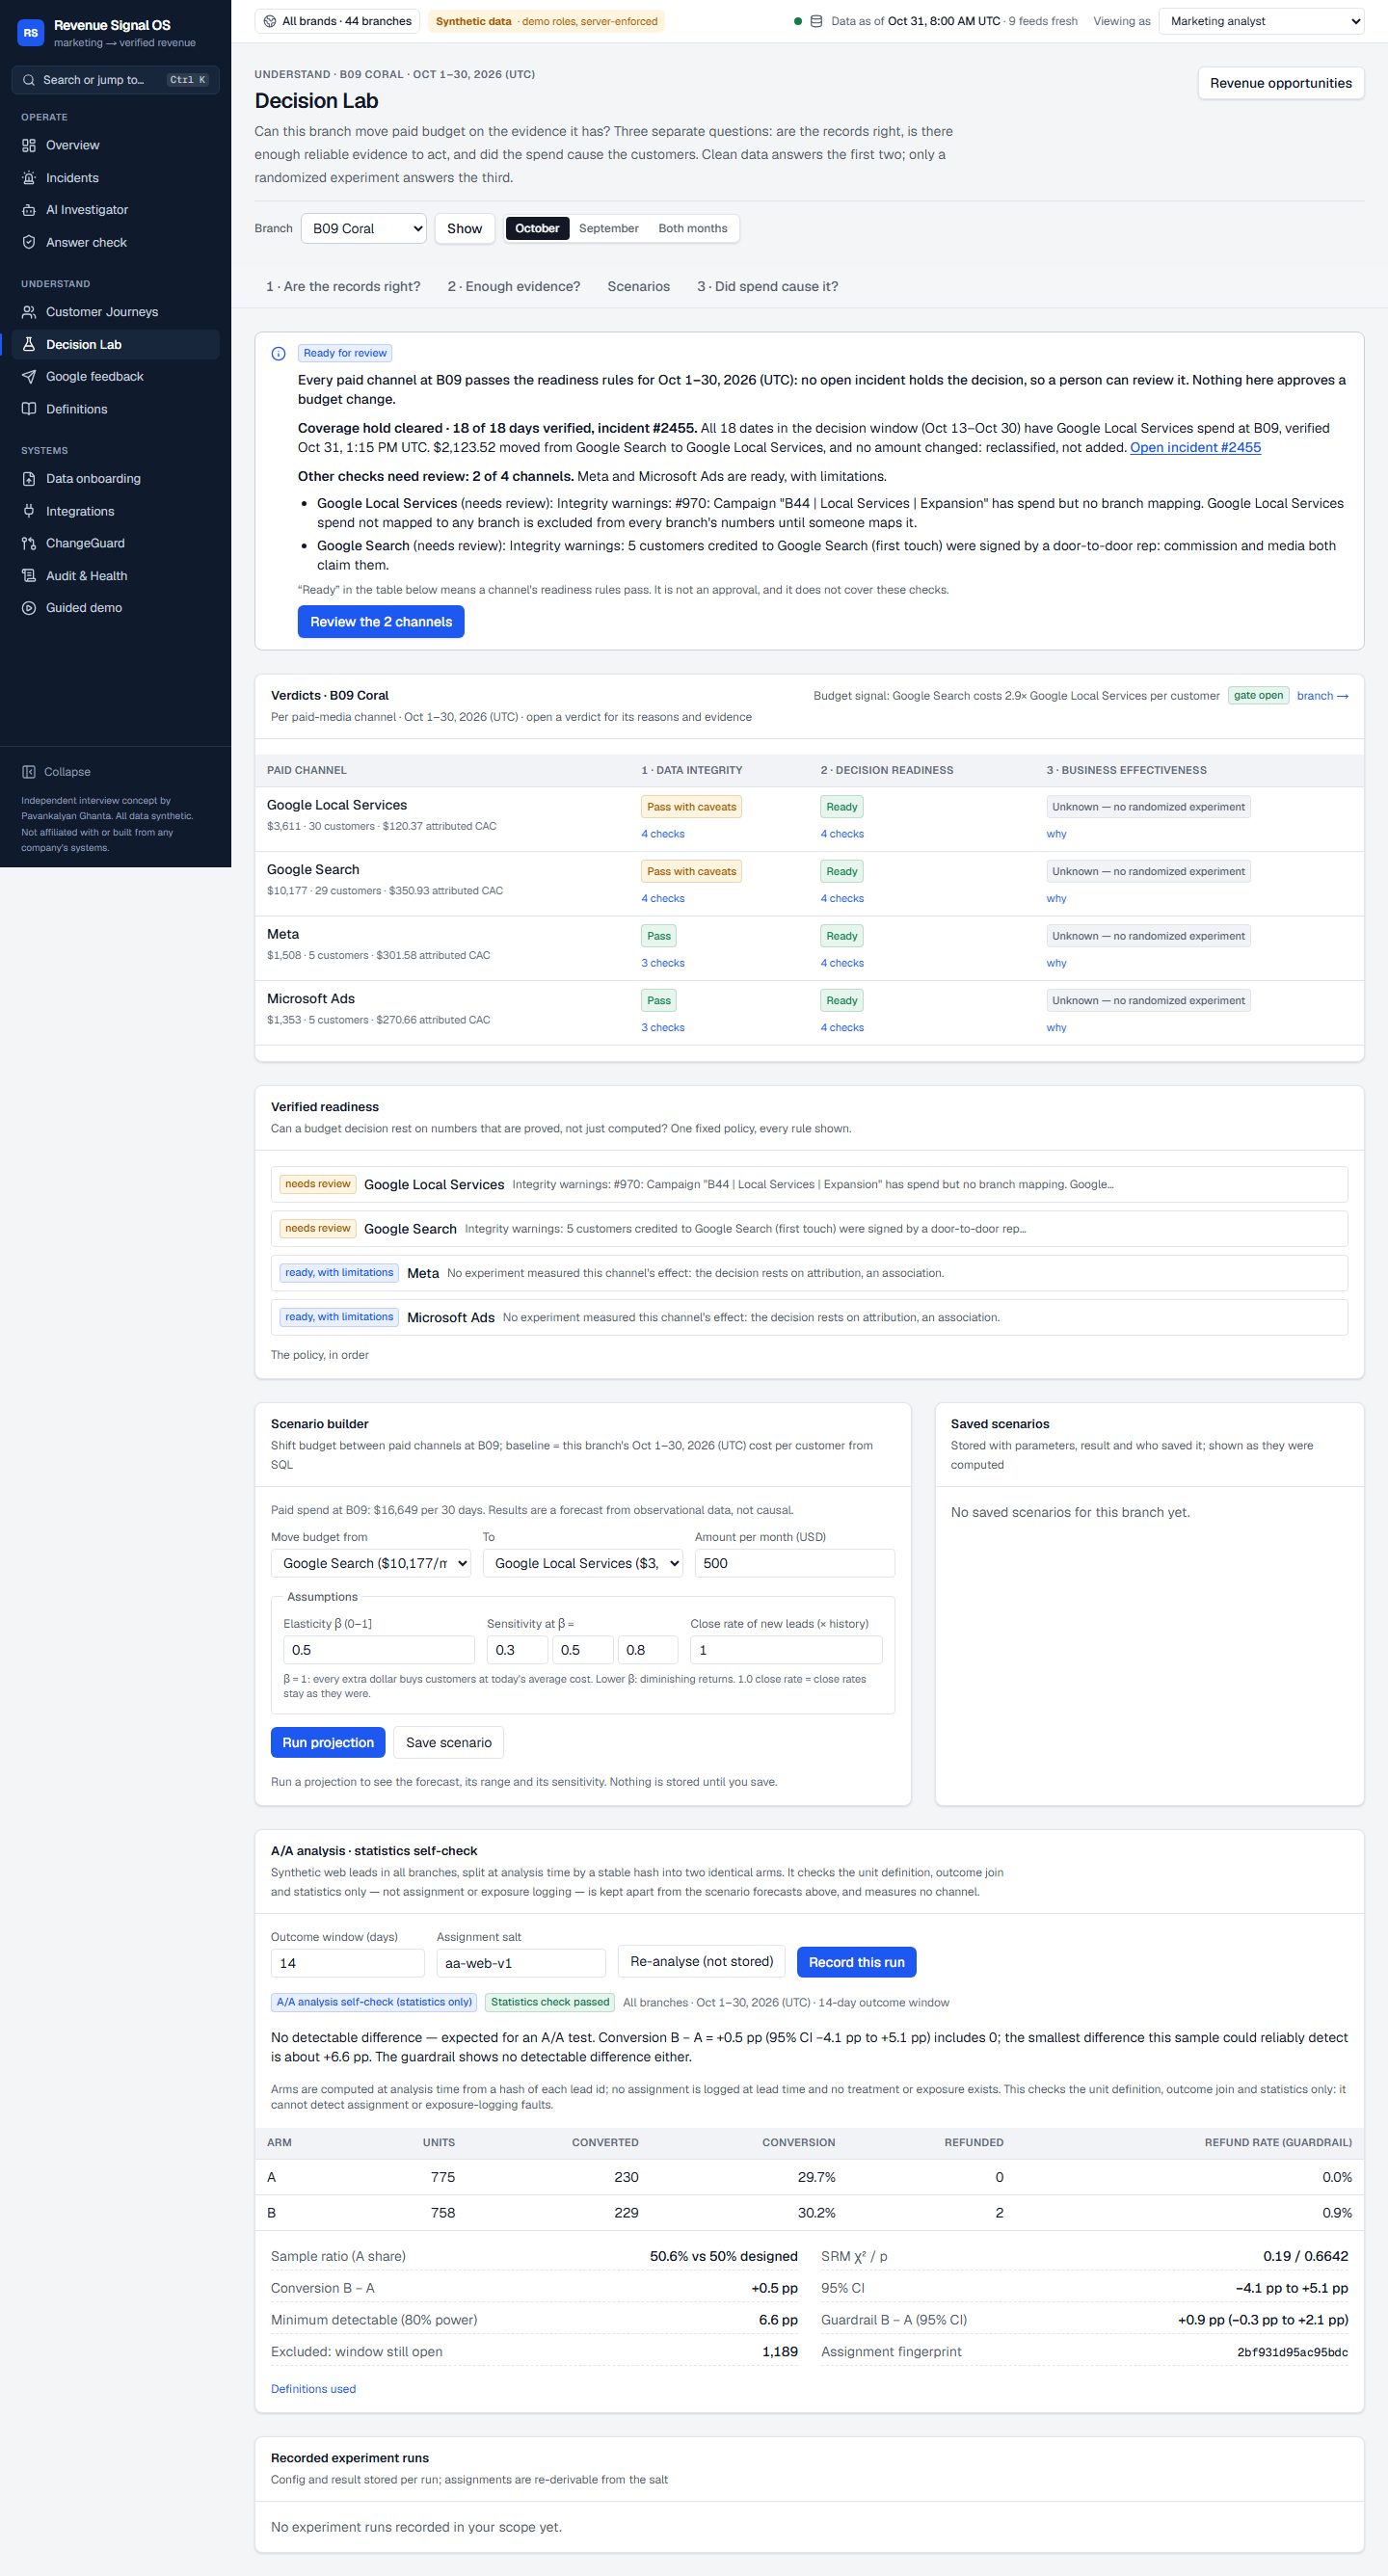 RS
Revenue Signal OS
marketing → verified revenue
Search or jump to...
Ctrl K
OPERATE
Overview
Incidents
AI Investigator
Answer check
UNDERSTAND
Customer Journeys
Decision Lab
Google feedback
Definitions
SYSTEMS
Data onboarding
Integrations
ChangeGuard
Audit & Health
Guided demo
Collapse
Independent interview concept by
Pavankalyan Ghanta. All data synthetic.
Not affiliated with or built from any
company's systems.
All brands · 44 branches
Synthetic data · demo roles, server-enforced
Data as of Oct 31, 8:00 AM UTC · 9 feeds fresh
Viewing as
Marketing analyst
UNDERSTAND · B09 CORAL · OCT 1–30, 2026 (UTC)
Decision Lab
Revenue opportunities
Can this branch move paid budget on the evidence it has? Three separate questions: are the records right, is there
enough reliable evidence to act, and did the spend cause the customers. Clean data answers the first two; only a
randomized experiment answers the third.
Branch
B09 Coral
Show
October
September
Both months
1 · Are the records right?
2 · Enough evidence?
Scenarios
3 · Did spend cause it?
Ready for review
Every paid channel at B09 passes the readiness rules for Oct 1–30, 2026 (UTC): no open incident holds the decision, so a person can review it. Nothing here approves a
budget change.
Coverage hold cleared · 18 of 18 days verified, incident #2455. All 18 dates in the decision window (Oct 13–Oct 30) have Google Local Services spend at B09, verified
Oct 31, 1:15 PM UTC. $2,123.52 moved from Google Search to Google Local Services, and no amount changed: reclassified, not added. Open incident #2455
Other checks need review: 2 of 4 channels. Meta and Microsoft Ads are ready, with limitations.
• Google Local Services (needs review): Integrity warnings: #970: Campaign "B44 | Local Services | Expansion" has spend but no branch mapping. Google Local Services
spend not mapped to any branch is excluded from every branch's numbers until someone maps it.
• Google Search (needs review): Integrity warnings: 5 customers credited to Google Search (first touch) were signed by a door-to-door rep: commission and media both
claim them.
“Ready” in the table below means a channel's readiness rules pass. It is not an approval, and it does not cover these checks.
Review the 2 channels
Verdicts · B09 Coral
Budget signal: Google Search costs 2.9× Google Local Services per customer
gate open
branch →
Per paid-media channel · Oct 1–30, 2026 (UTC) · open a verdict for its reasons and evidence
PAID CHANNEL
1 · DATA INTEGRITY
2 · DECISION READINESS
3 · BUSINESS EFFECTIVENESS
Google Local Services
$3,611 · 30 customers · $120.37 attributed CAC
Pass with caveats
4 checks
Ready
4 checks
Unknown — no randomized experiment
why
Google Search
$10,177 · 29 customers · $350.93 attributed CAC
Pass with caveats
4 checks
Ready
4 checks
Unknown — no randomized experiment
why
Meta
$1,508 · 5 customers · $301.58 attributed CAC
Pass
3 checks
Ready
4 checks
Unknown — no randomized experiment
why
Microsoft Ads
$1,353 · 5 customers · $270.66 attributed CAC
Pass
3 checks
Ready
4 checks
Unknown — no randomized experiment
why
Verified readiness
Can a budget decision rest on numbers that are proved, not just computed? One fixed policy, every rule shown.
needs review Google Local Services Integrity warnings: #970: Campaign "B44 | Local Services | Expansion" has spend but no branch mapping. Google...
needs review Google Search Integrity warnings: 5 customers credited to Google Search (first touch) were signed by a door-to-door rep...
ready, with limitations Meta No experiment measured this channel's effect: the decision rests on attribution, an association.
ready, with limitations Microsoft Ads No experiment measured this channel's effect: the decision rests on attribution, an association.
The policy, in order
Scenario builder
Shift budget between paid channels at B09; baseline = this branch's Oct 1–30, 2026 (UTC) cost per customer from
SQL
Paid spend at B09: $16,649 per 30 days. Results are a forecast from observational data, not causal.
Move budget from
To
Amount per month (USD)
Google Search ($10,177/m
Google Local Services ($3,
500
Assumptions
Elasticity β (0–1]
Sensitivity at β =
Close rate of new leads (× history)
0.5
0.3
0.5
0.8
1
β = 1: every extra dollar buys customers at today's average cost. Lower β: diminishing returns. 1.0 close rate = close rates
stay as they were.
Run projection
Save scenario
Run a projection to see the forecast, its range and its sensitivity. Nothing is stored until you save.
Saved scenarios
Stored with parameters, result and who saved it; shown as they were
computed
No saved scenarios for this branch yet.
A/A analysis · statistics self-check
Synthetic web leads in all branches, split at analysis time by a stable hash into two identical arms. It checks the unit definition, outcome join
and statistics only — not assignment or exposure logging — is kept apart from the scenario forecasts above, and measures no channel.
Outcome window (days)
Assignment salt
14
aa-web-v1
Re-analyse (not stored)
Record this run
A/A analysis self-check (statistics only)
Statistics check passed
All branches · Oct 1–30, 2026 (UTC) · 14-day outcome window
No detectable difference — expected for an A/A test. Conversion B − A = +0.5 pp (95% CI −4.1 pp to +5.1 pp) includes 0; the smallest difference this sample could reliably detect
is about +6.6 pp. The guardrail shows no detectable difference either.
Arms are computed at analysis time from a hash of each lead id; no assignment is logged at lead time and no treatment or exposure exists. This checks the unit definition, outcome join and statistics only: it
cannot detect assignment or exposure-logging faults.
ARM UNITS CONVERTED CONVERSION REFUNDED REFUND RATE (GUARDRAIL)
A 775 230 29.7% 0 0.0%
B 758 229 30.2% 2 0.9%
Sample ratio (A share) 50.6% vs 50% designed
SRM χ² / p 0.19 / 0.6642
Conversion B − A +0.5 pp
95% CI −4.1 pp to +5.1 pp
Minimum detectable (80% power) 6.6 pp
Guardrail B − A (95% CI) +0.9 pp (−0.3 pp to +2.1 pp)
Excluded: window still open 1,189
Assignment fingerprint 2bf931d95ac95bdc
Definitions used
Recorded experiment runs
Config and result stored per run; assignments are re-derivable from the salt
No experiment runs recorded in your scope yet.